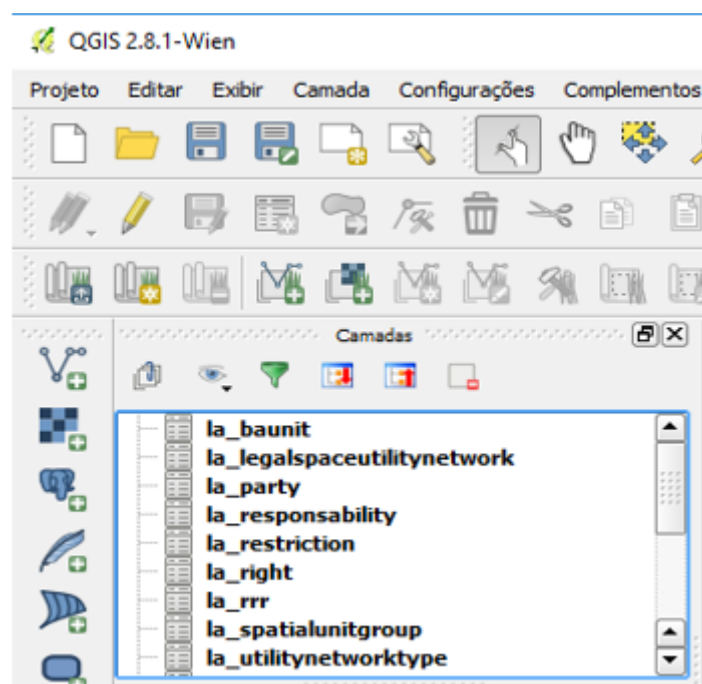 QGIS 2.8.1-Wien
Projeto Editar Exibir Camada Configurações Complementos
Camadas
la_baunit
la_legalspaceutilitynetwork
la_party
la_responsability
la_restriction
la_right
la_rrr
la_spatialunitgroup
la_utilitynetworktype